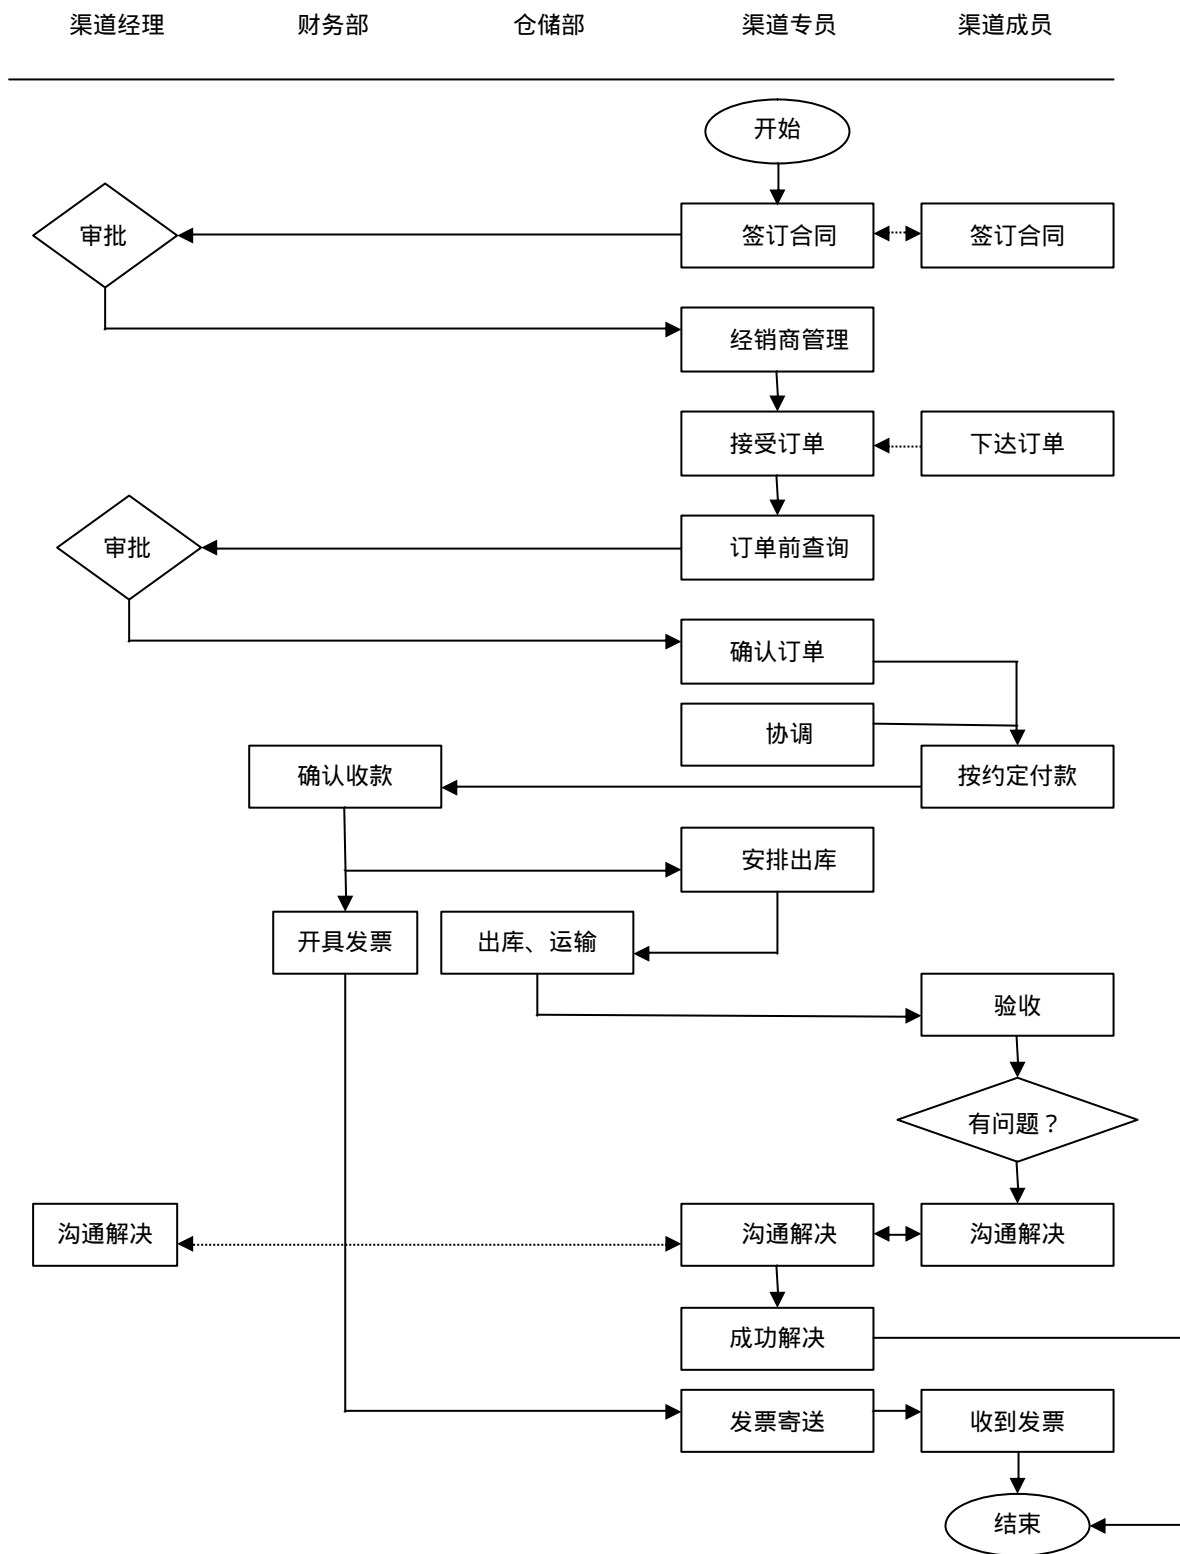 渠道经理 财务部 仓储部 渠道专员 渠道成员
开始
审批 签订合同 签订合同
经销商管理
接受订单 下达订单
审批 订单前查询
确认订单
协调
确认收款 按约定付款
安排出库
开具发票 出库、运输
验收
有问题？
沟通解决 沟通解决 沟通解决
成功解决
发票寄送 收到发票
结束